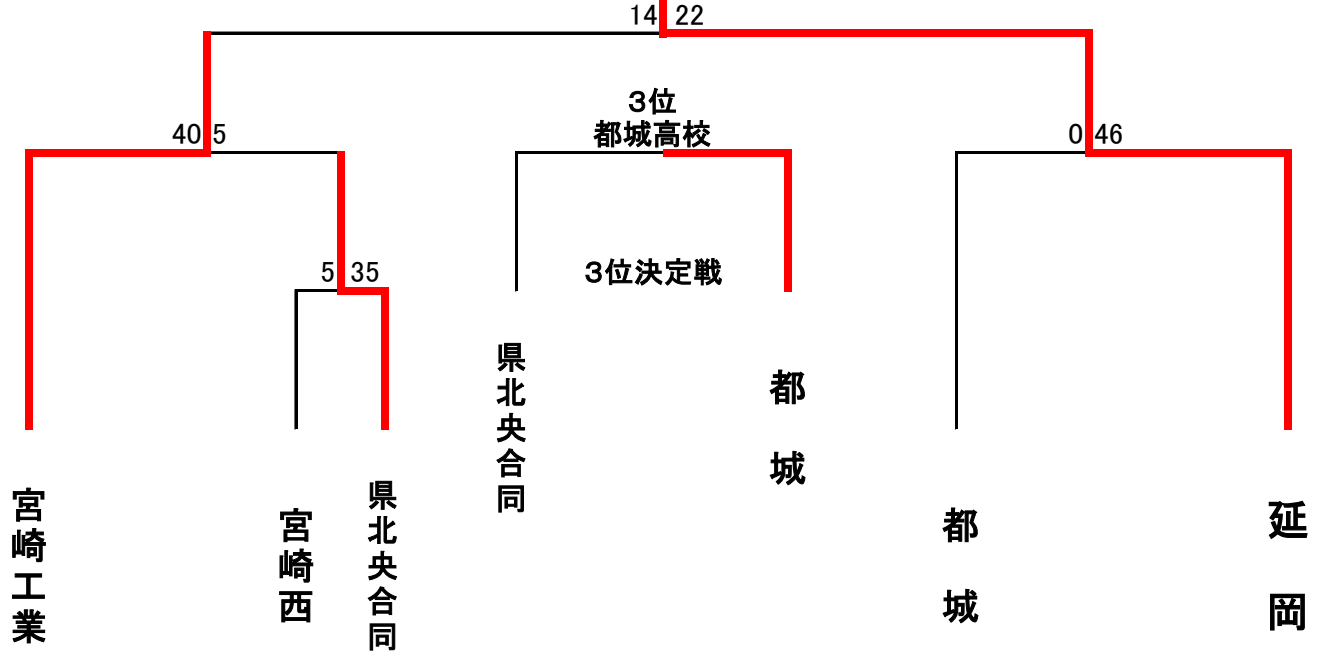 14 22
3位
都城高校
40 5
0 46
5 35
3位決定戦
県北央合同
都城
宮崎工業
宮崎西
県北央合同
都城
延岡